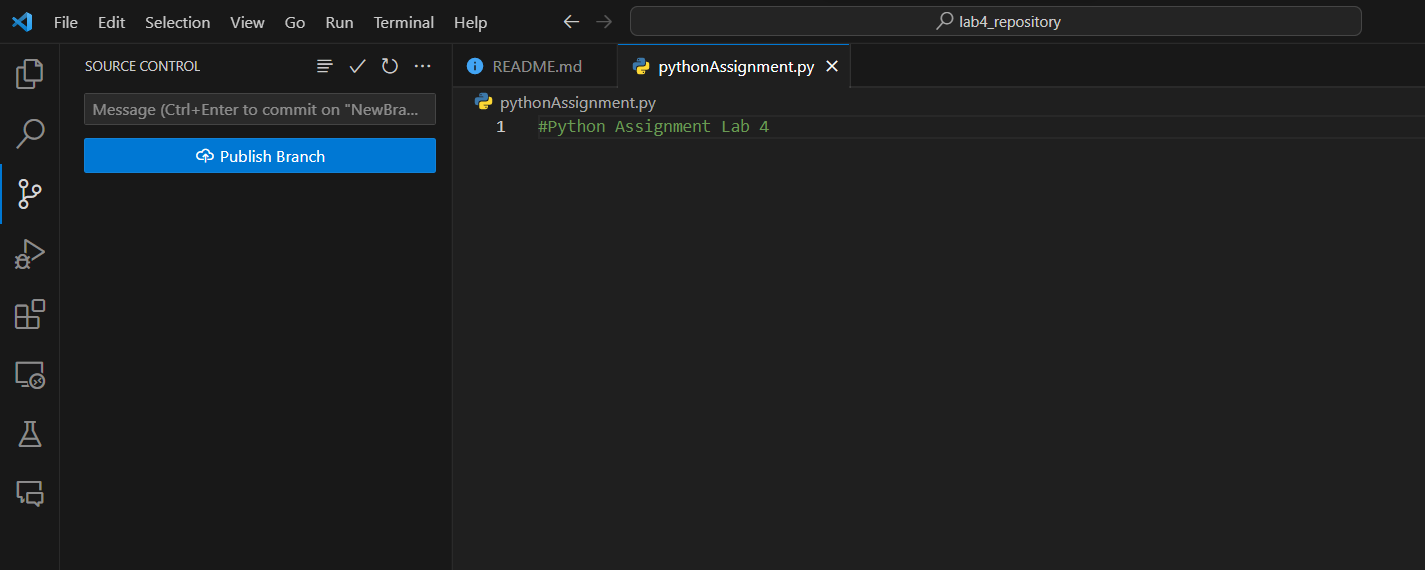 File Edit Selection View Go Run Terminal Help lab4_repository
SOURCE CONTROL
Message (Ctrl+Enter to commit on "NewBra...
Publish Branch
README.md pythonAssignment.py
pythonAssignment.py
1 #Python Assignment Lab 4